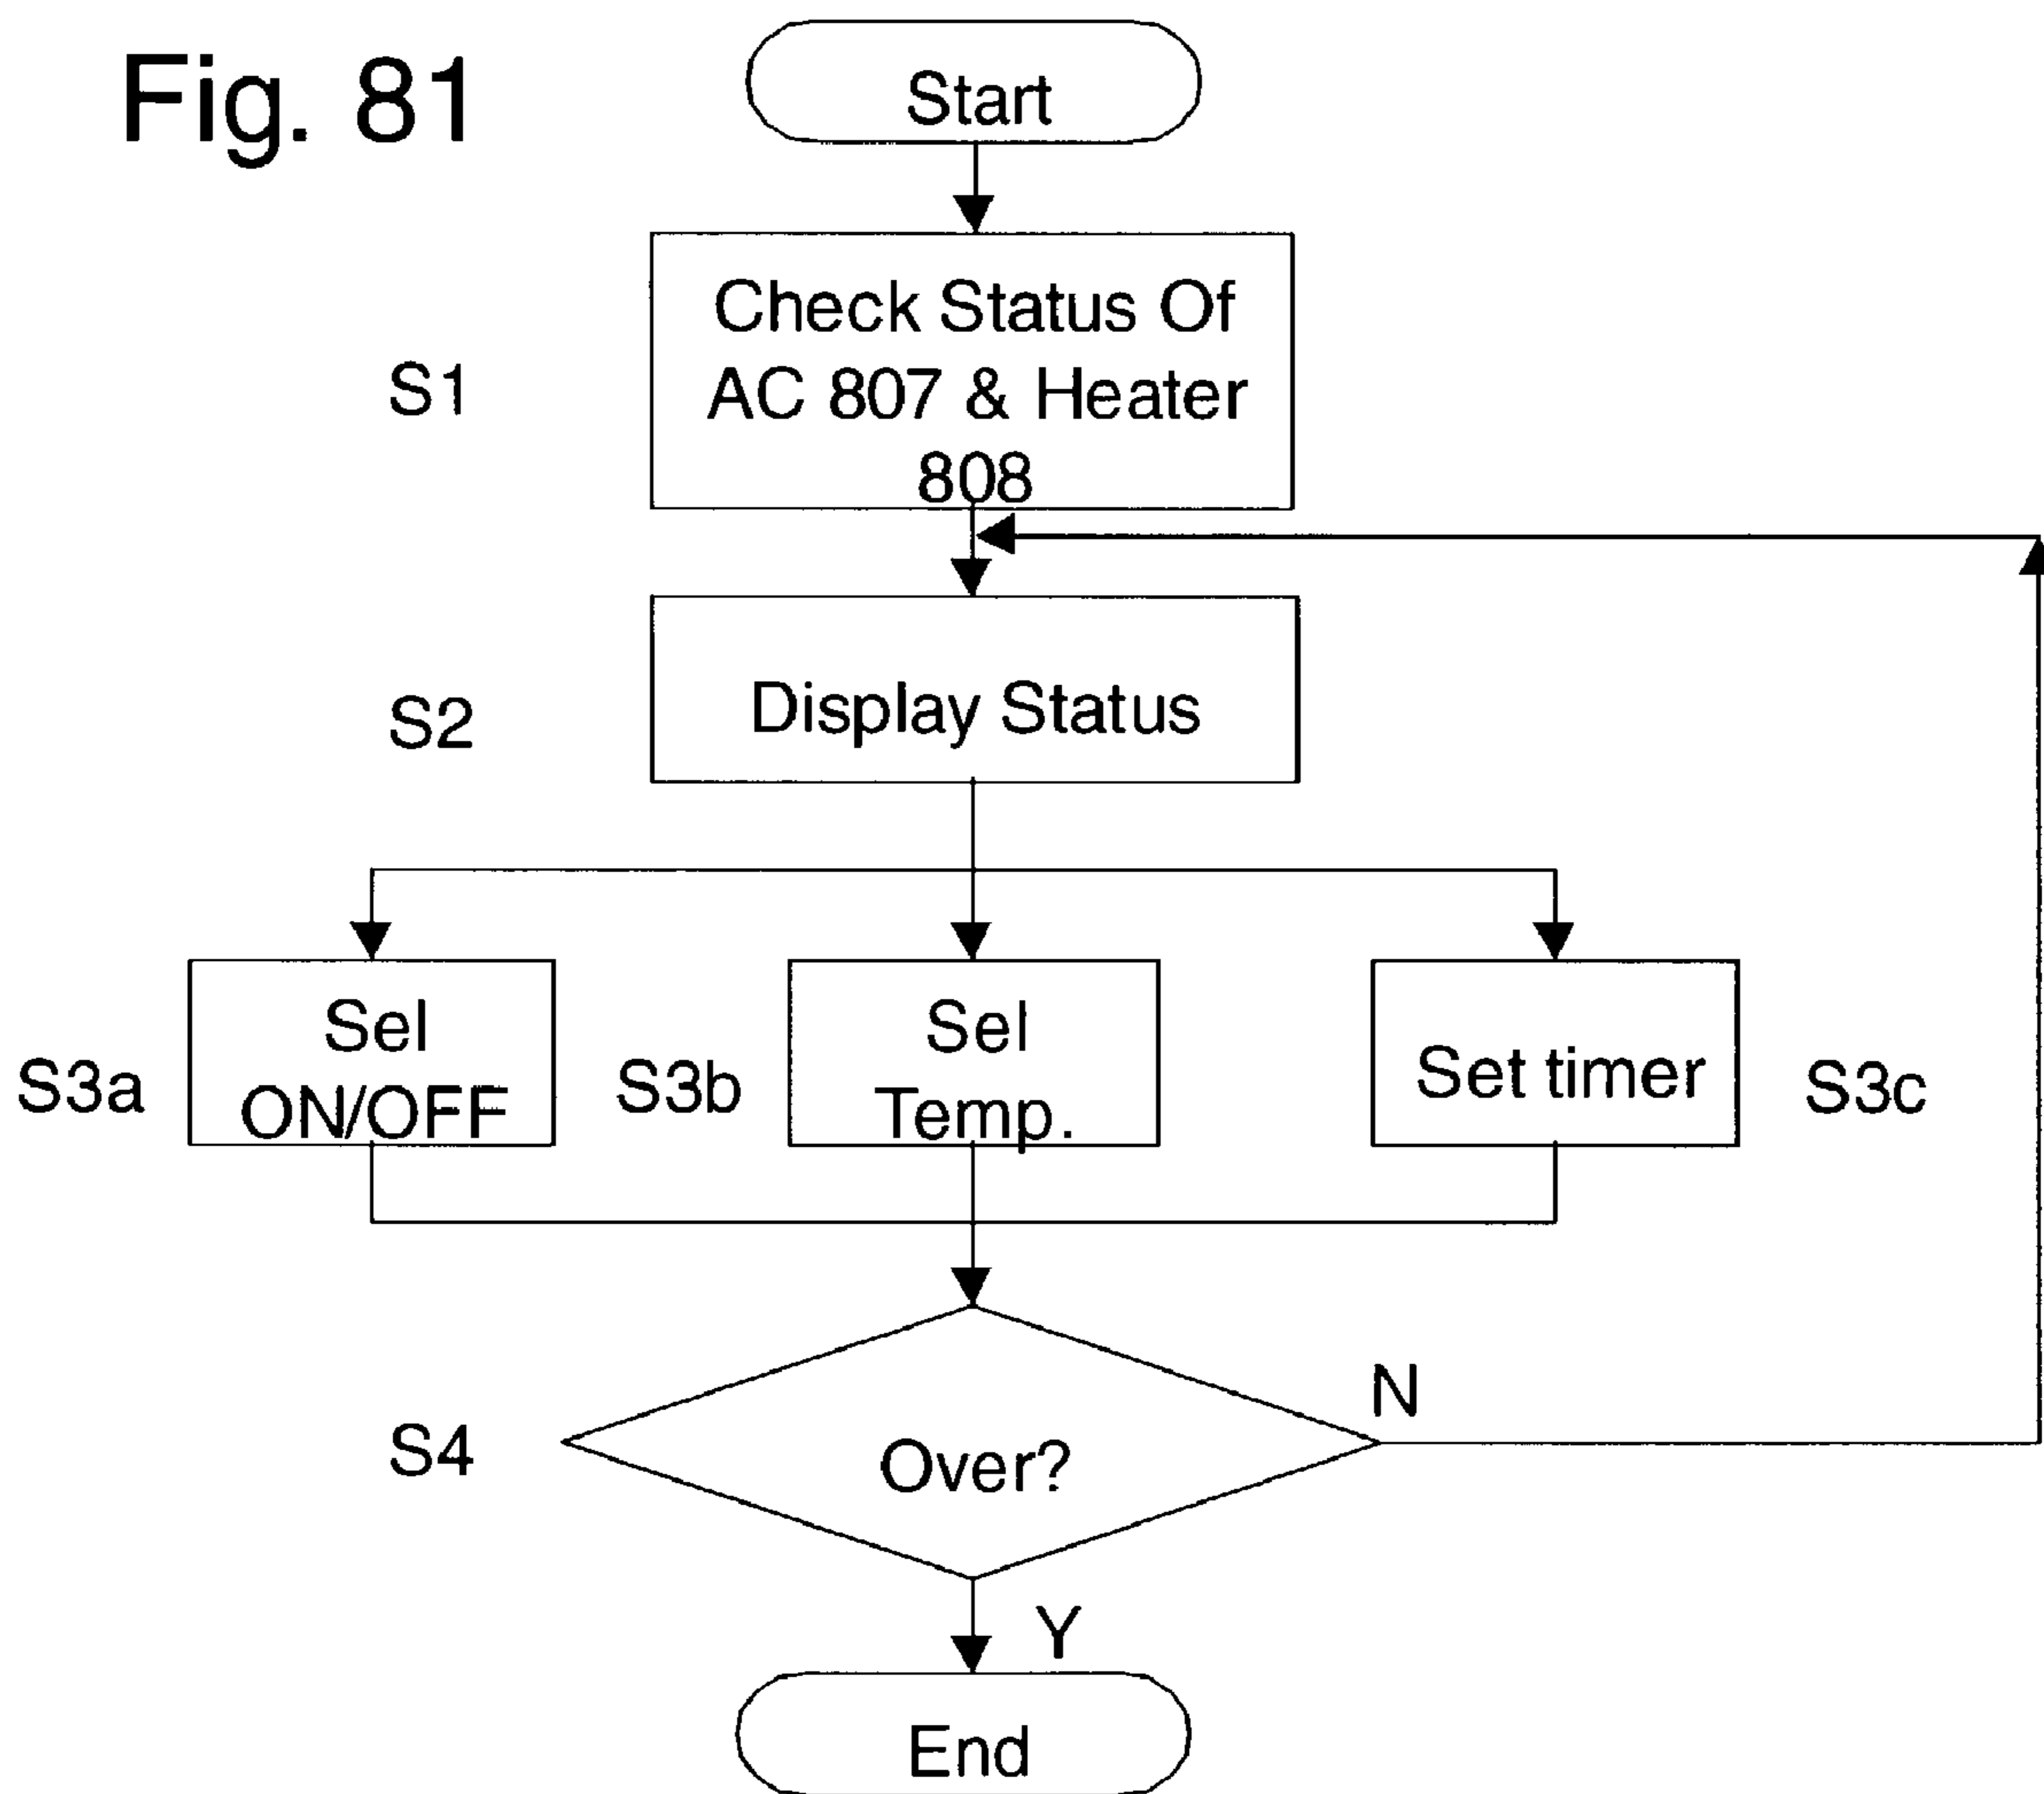 Fig. 81
Start
Check Status Of
AC 807 & Heater
808
S1
Display Status
S2
S3a
Sel
ON/OFF
S3b
Sel
Temp.
Set timer
S3c
N
S4
Over?
Y
End